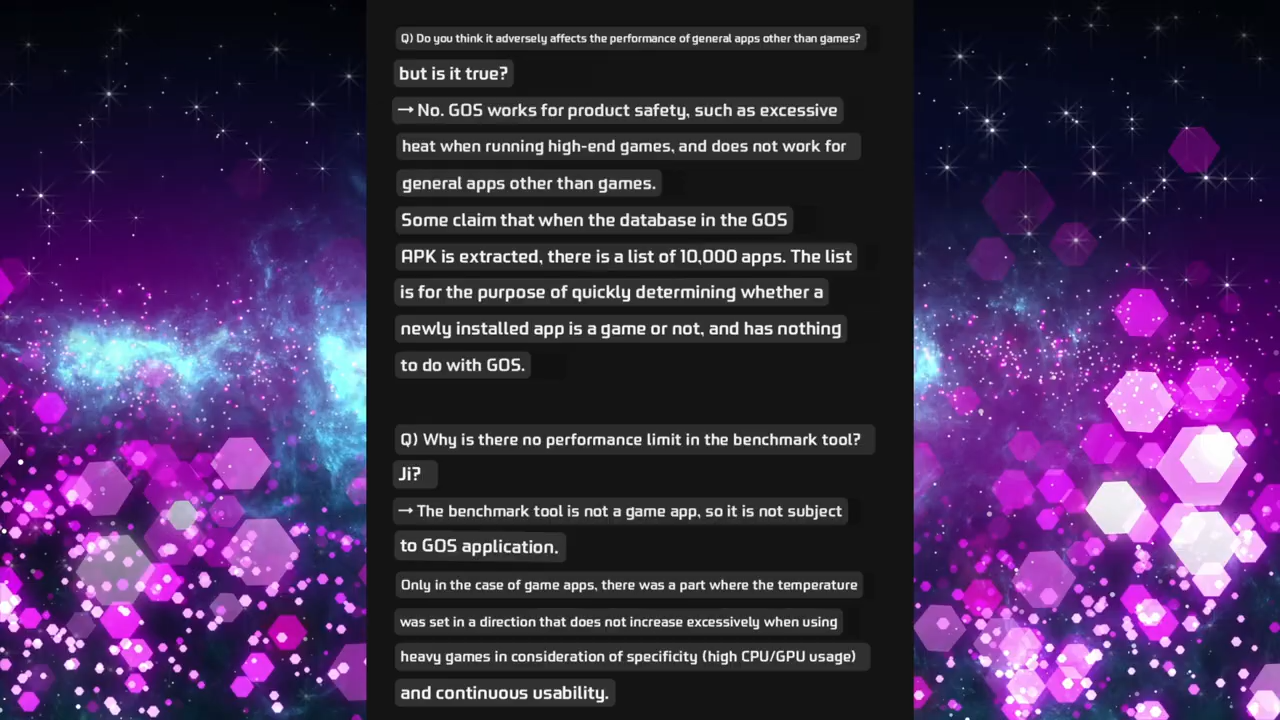 Q) Do you think it adversely affects the performance of general apps other than games?
but is it true?
→ No. GOS works for product safety, such as excessive
heat when running high-end games, and does not work for
general apps other than games.
Some claim that when the database in the GOS
APK is extracted, there is a list of 10,000 apps. The list
is for the purpose of quickly determining whether a
newly installed app is a game or not, and has nothing
to do with GOS.
Q) Why is there no performance limit in the benchmark tool?
Ji?
→ The benchmark tool is not a game app, so it is not subject
to GOS application.
Only in the case of game apps, there was a part where the temperature
was set in a direction that does not increase excessively when using
heavy games in consideration of specificity (high CPU/GPU usage)
and continuous usability.